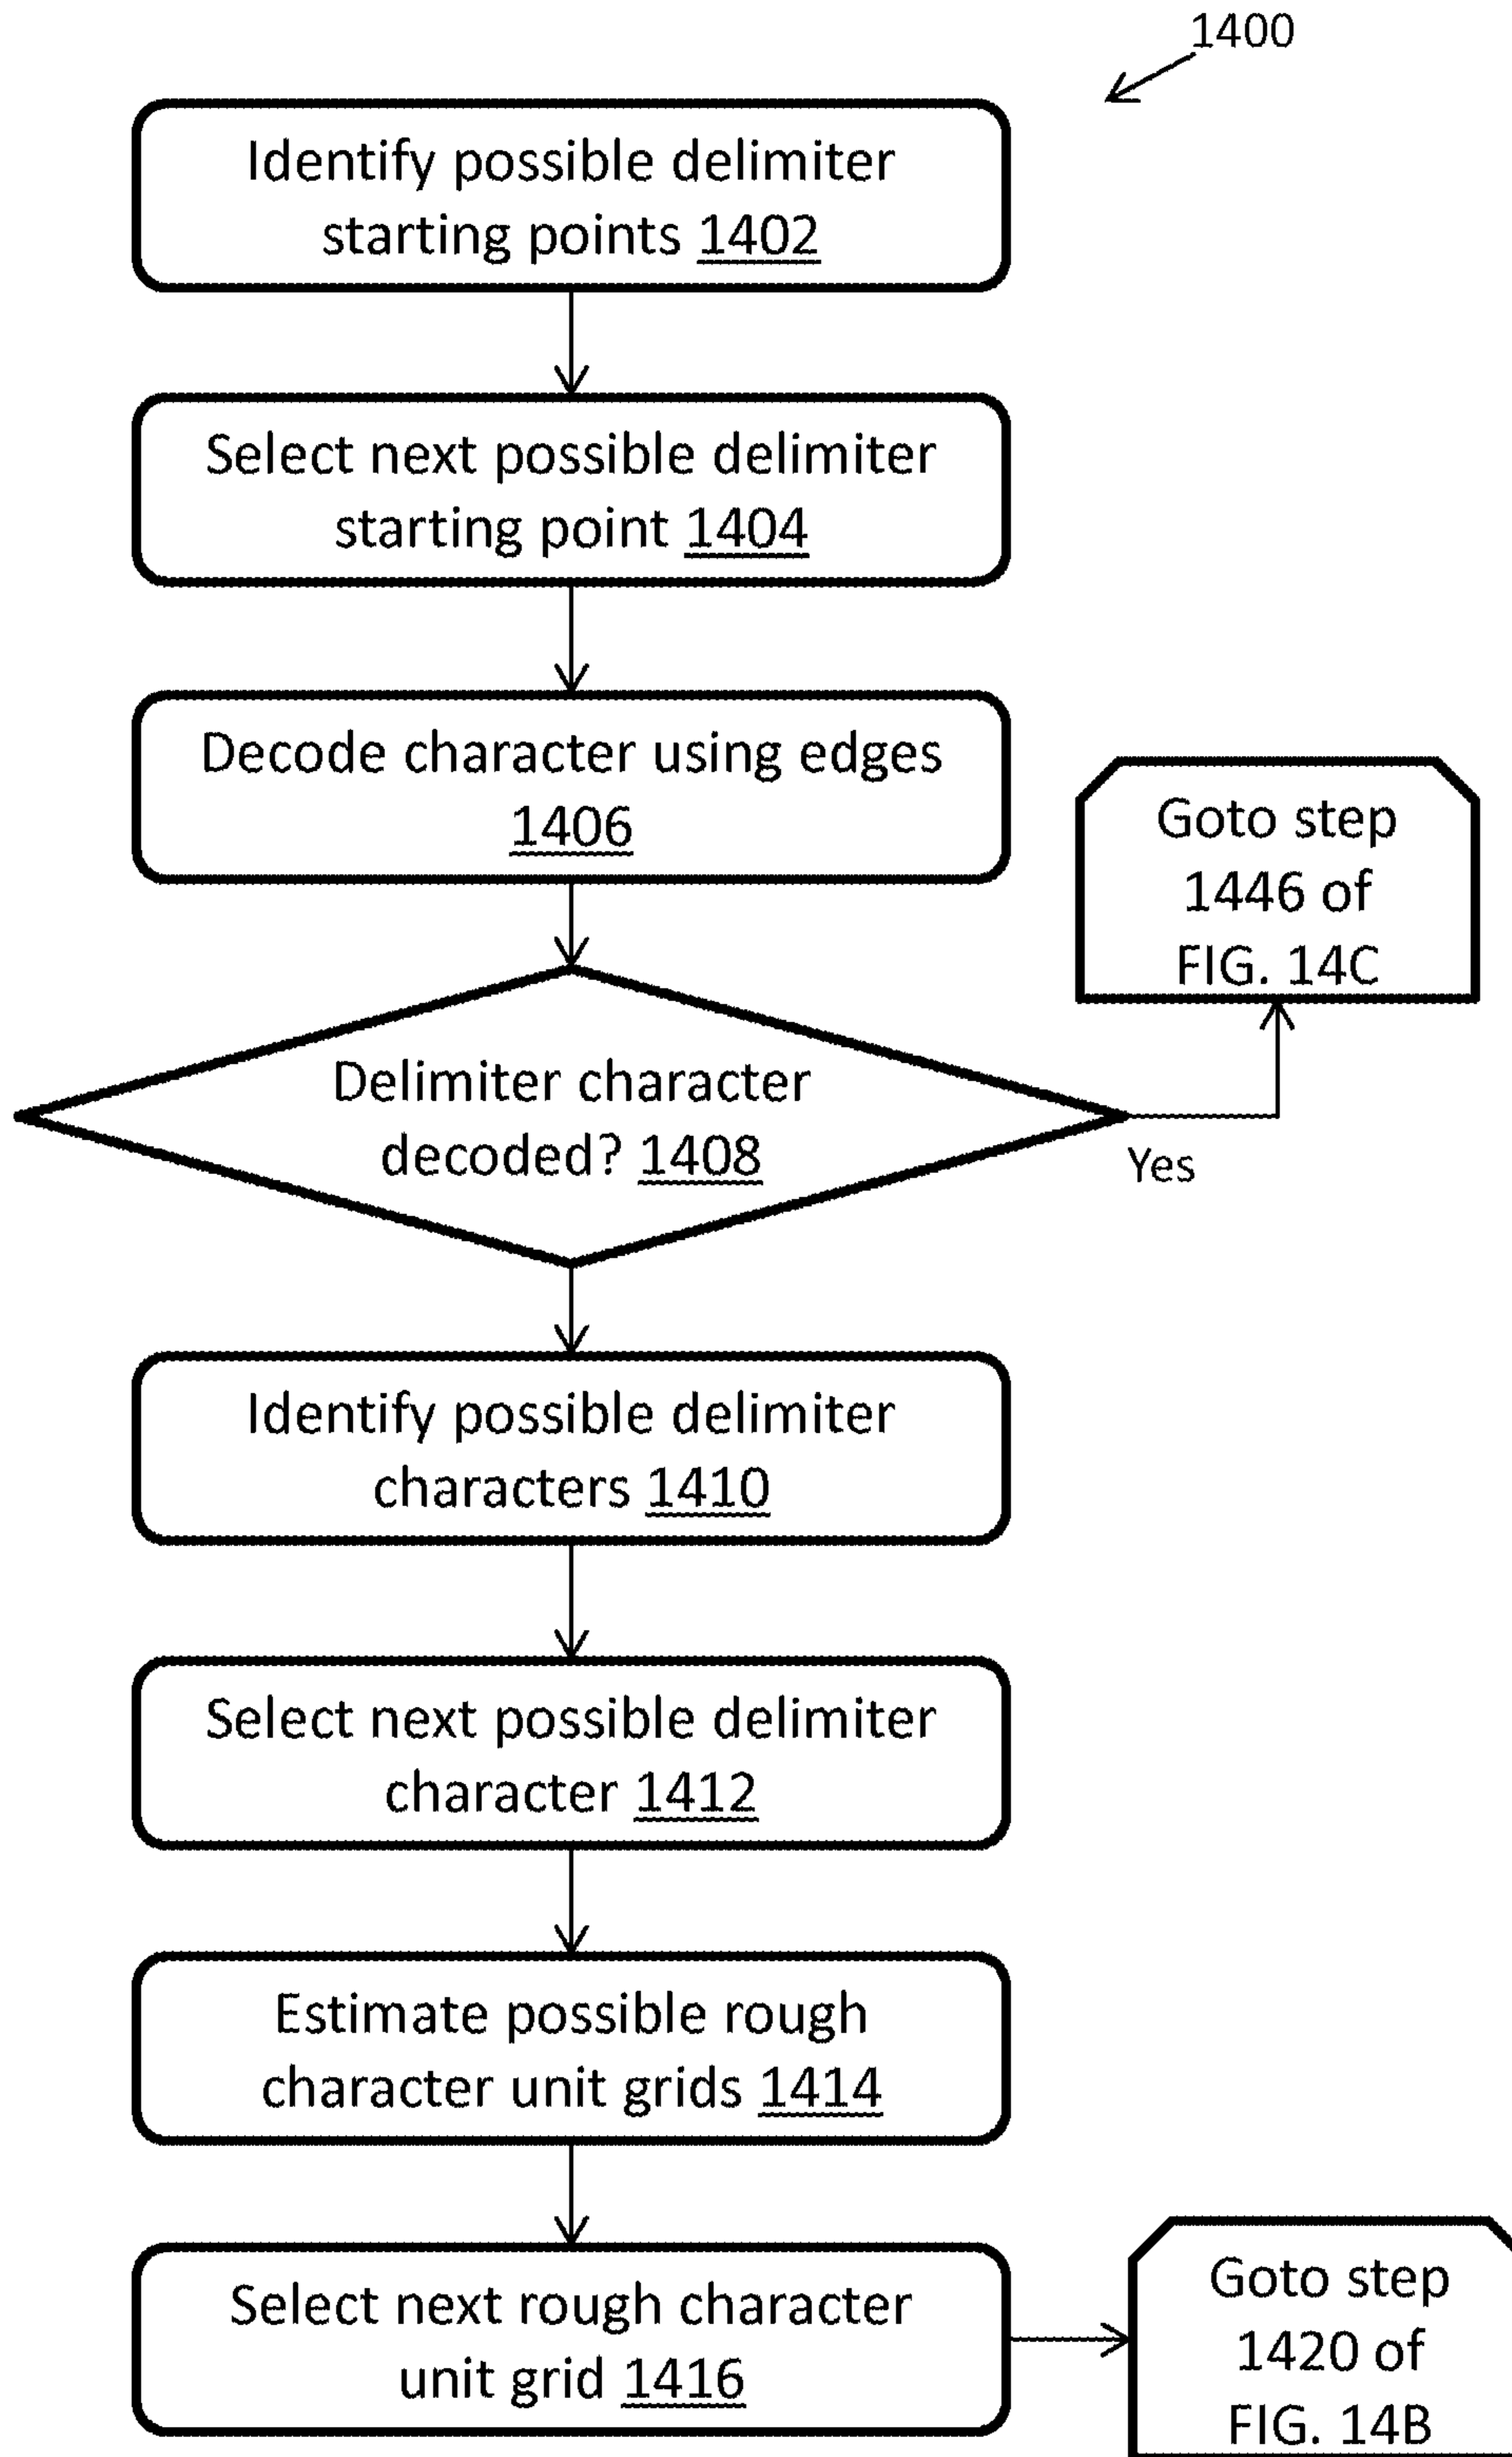 1400
Identify possible delimiter
starting points 1402
Select next possible delimiter
starting point 1404
Decode character using edges
1406
Goto step
1446 of
FIG. 14C
Delimiter character
decoded? 1408
Yes
Identify possible delimiter
characters 1410
Select next possible delimiter
character 1412
Estimate possible rough
character unit grids 1414
Select next rough character
unit grid 1416
Goto step
1420 of
FIG. 14B